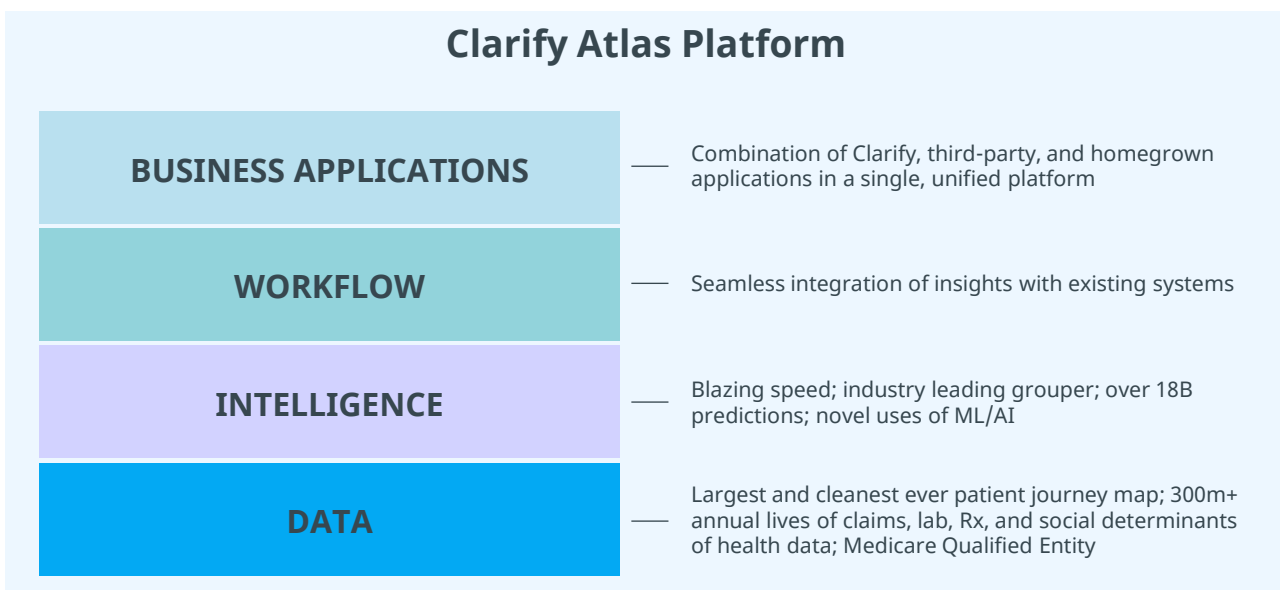 Clarify Atlas Platform
BUSINESS APPLICATIONS
Combination of Clarify, third-party, and homegrown
applications in a single, unified platform
WORKFLOW
Seamless integration of insights with existing systems
INTELLIGENCE
Blazing speed; industry leading grouper; over 18B
predictions; novel uses of ML/AI
DATA
Largest and cleanest ever patient journey map; 300m+
annual lives of claims, lab, Rx, and social determinants
of health data; Medicare Qualified Entity